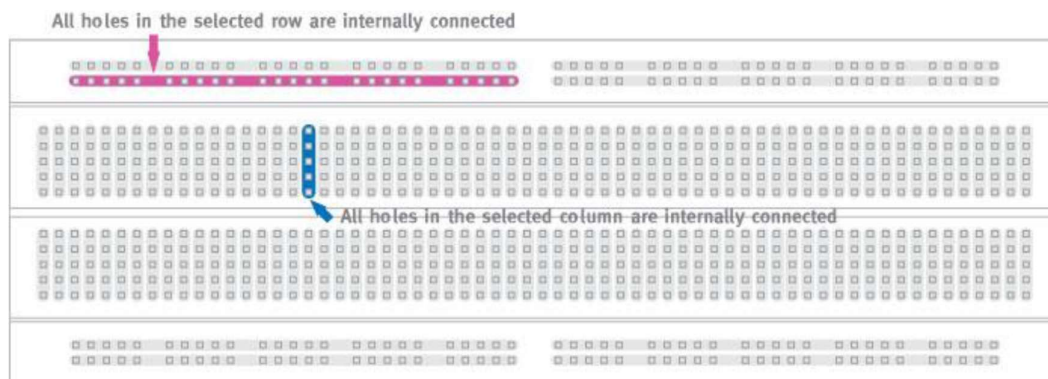 All holes in the selected row are internally connected
All holes in the selected column are internally connected